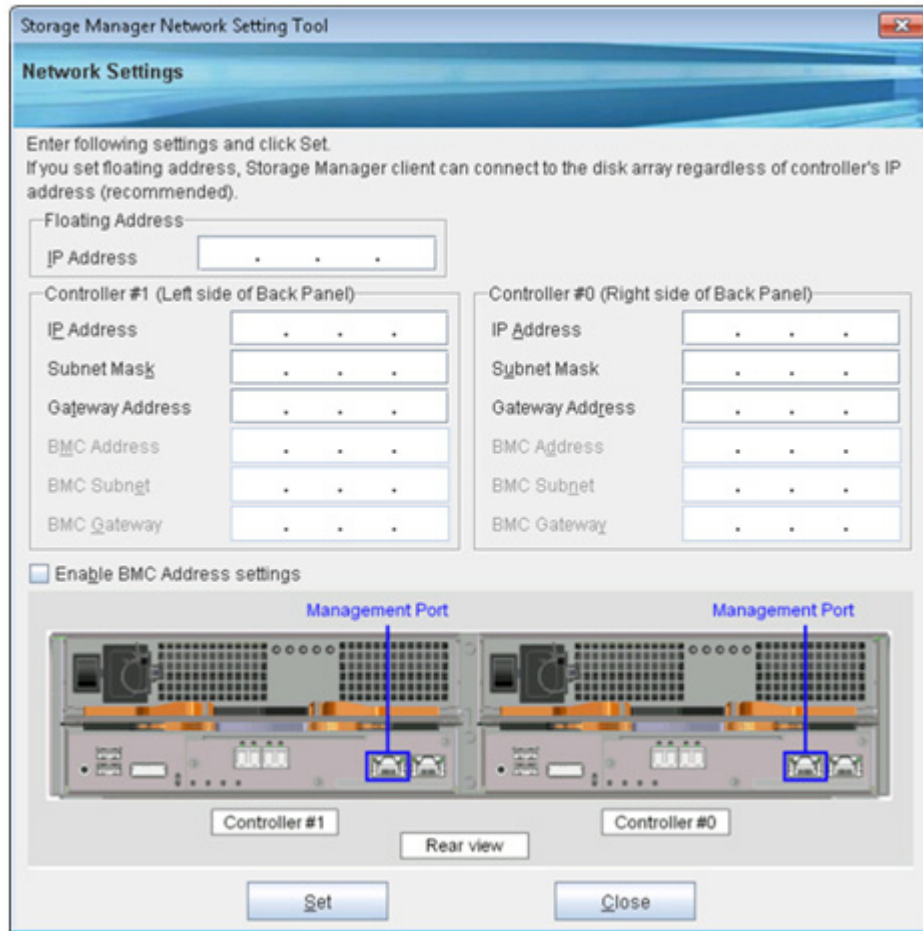 Storage Manager Network Setting Tool
Network Settings
Enter following settings and click Set.
If you set floating address, Storage Manager client can connect to the disk array regardless of controller's IP
address (recommended).
Floating Address
IP Address . . .
Controller #1 (Left side of Back Panel)
IP Address . . .
Subnet Mask . . .
Gateway Address . . .
BMC Address . . .
BMC Subnet . . .
BMC Gateway . . .
Controller #0 (Right side of Back Panel)
IP Address . . .
Subnet Mask . . .
Gateway Address . . .
BMC Address . . .
BMC Subnet . . .
BMC Gateway . . .
Enable BMC Address settings
Management Port Management Port
Controller #1 Controller #0
Rear view
Set Close